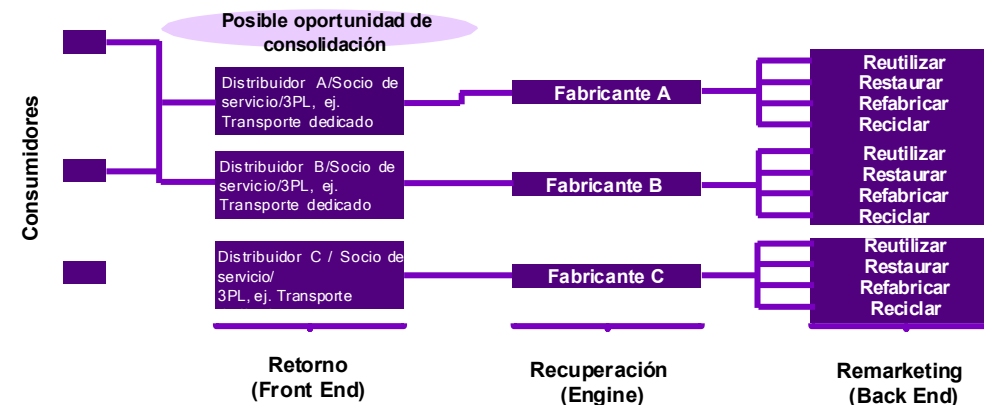 Posible oportunidad de
consolidación
Consumidores
Distribuidor A/Socio de
servicio/3PL, ej.
Transporte dedicado
Fabricante A
Reutilizar
Restaurar
Refabricar
Reciclar
Distribuidor B/Socio de
servicio/3PL, ej.
Transporte dedicado
Fabricante B
Reutilizar
Restaurar
Refabricar
Reciclar
Distribuidor C / Socio de
servicio/
3PL, ej. Transporte
Fabricante C
Reutilizar
Restaurar
Refabricar
Reciclar
Retorno
(Front End)
Recuperación
(Engine)
Remarketing
(Back End)